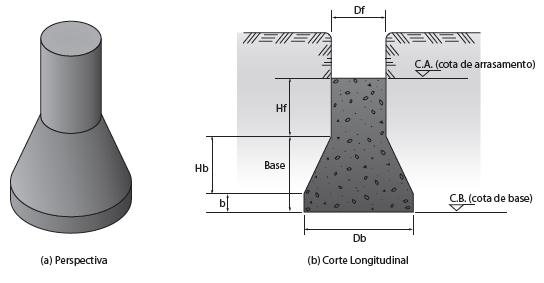 Df
C.A. (cota de arrasamento)
Hf
Hb
Base
b
C.B. (cota de base)
Db
(a) Perspectiva
(b) Corte Longitudinal